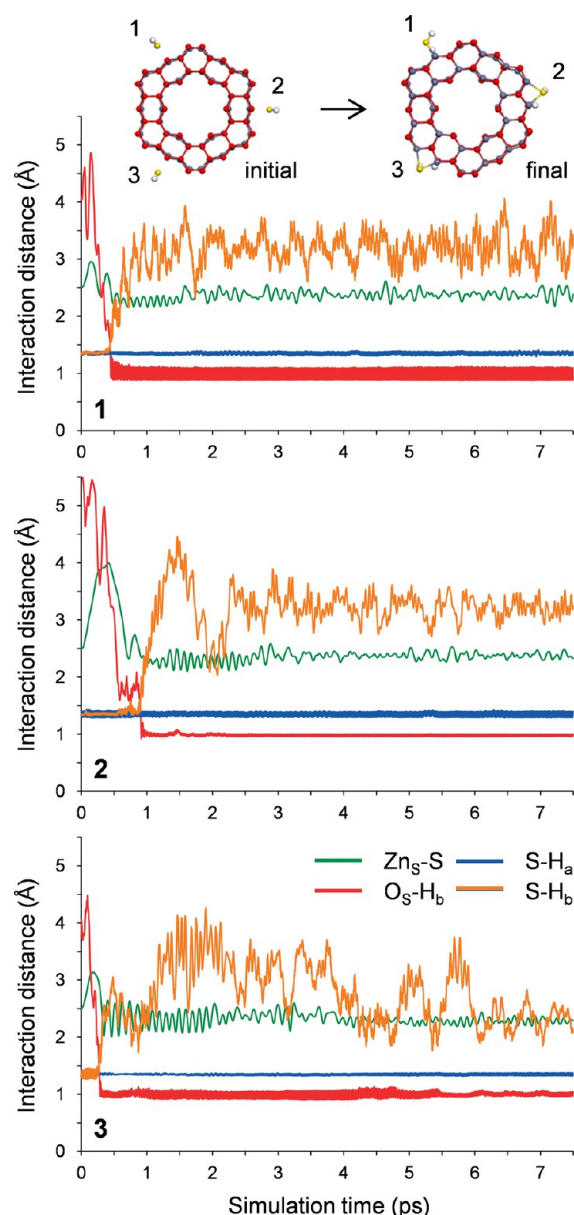 1
2
3
initial
1
2
3
final
Interaction distance (Å)
5
4
3
2
1
0
1
0 1 2 3 4 5 6 7
Interaction distance (Å)
5
4
3
2
1
0
2
0 1 2 3 4 5 6 7
Interaction distance (Å)
5
4
3
2
1
0
Zn_S-S
S-H_a
O_S-H_b
S-H_b
3
0 1 2 3 4 5 6 7
Simulation time (ps)